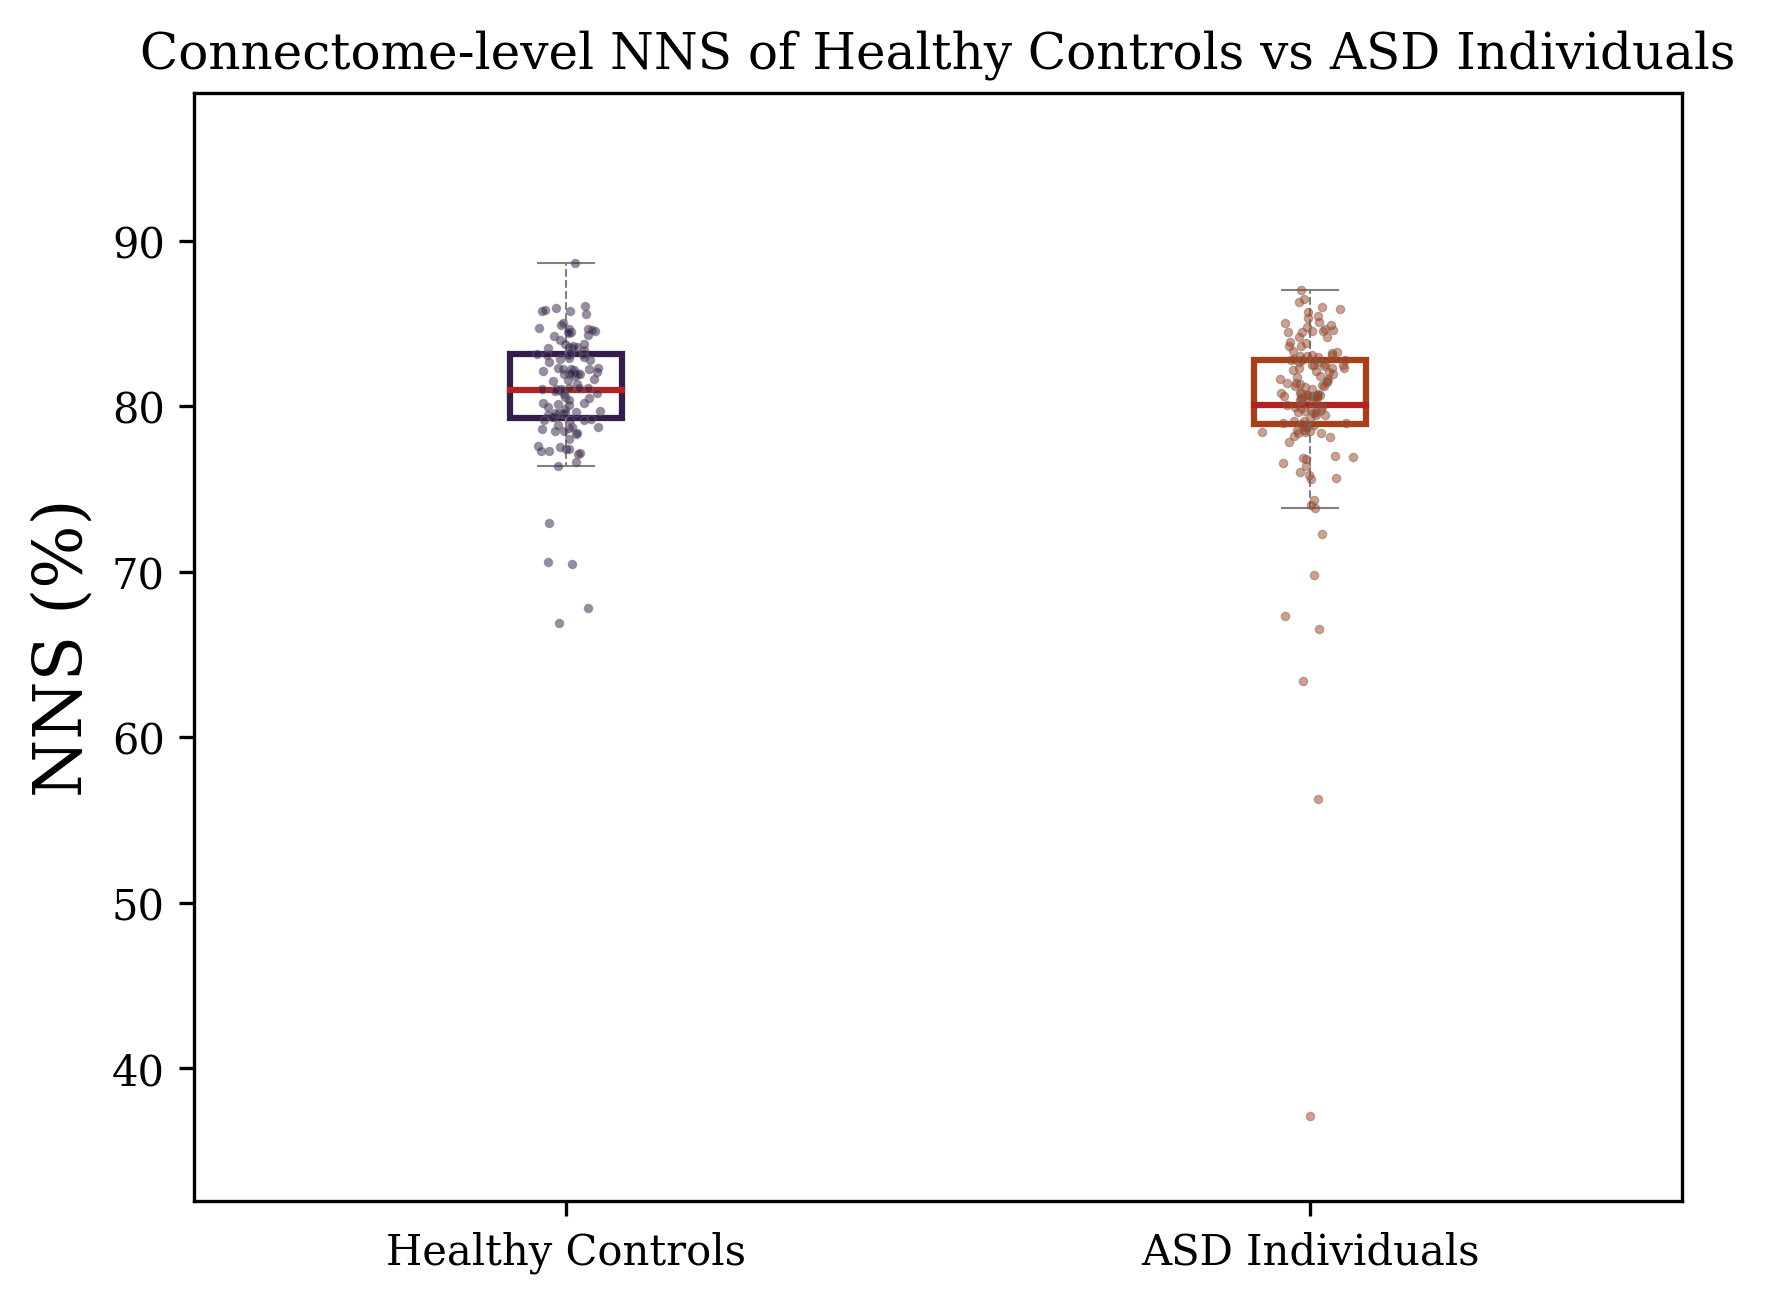 Connectome-level NNS of Healthy Controls vs ASD Individuals
NNS (%)
90
80
70
60
50
40
Healthy Controls
ASD Individuals